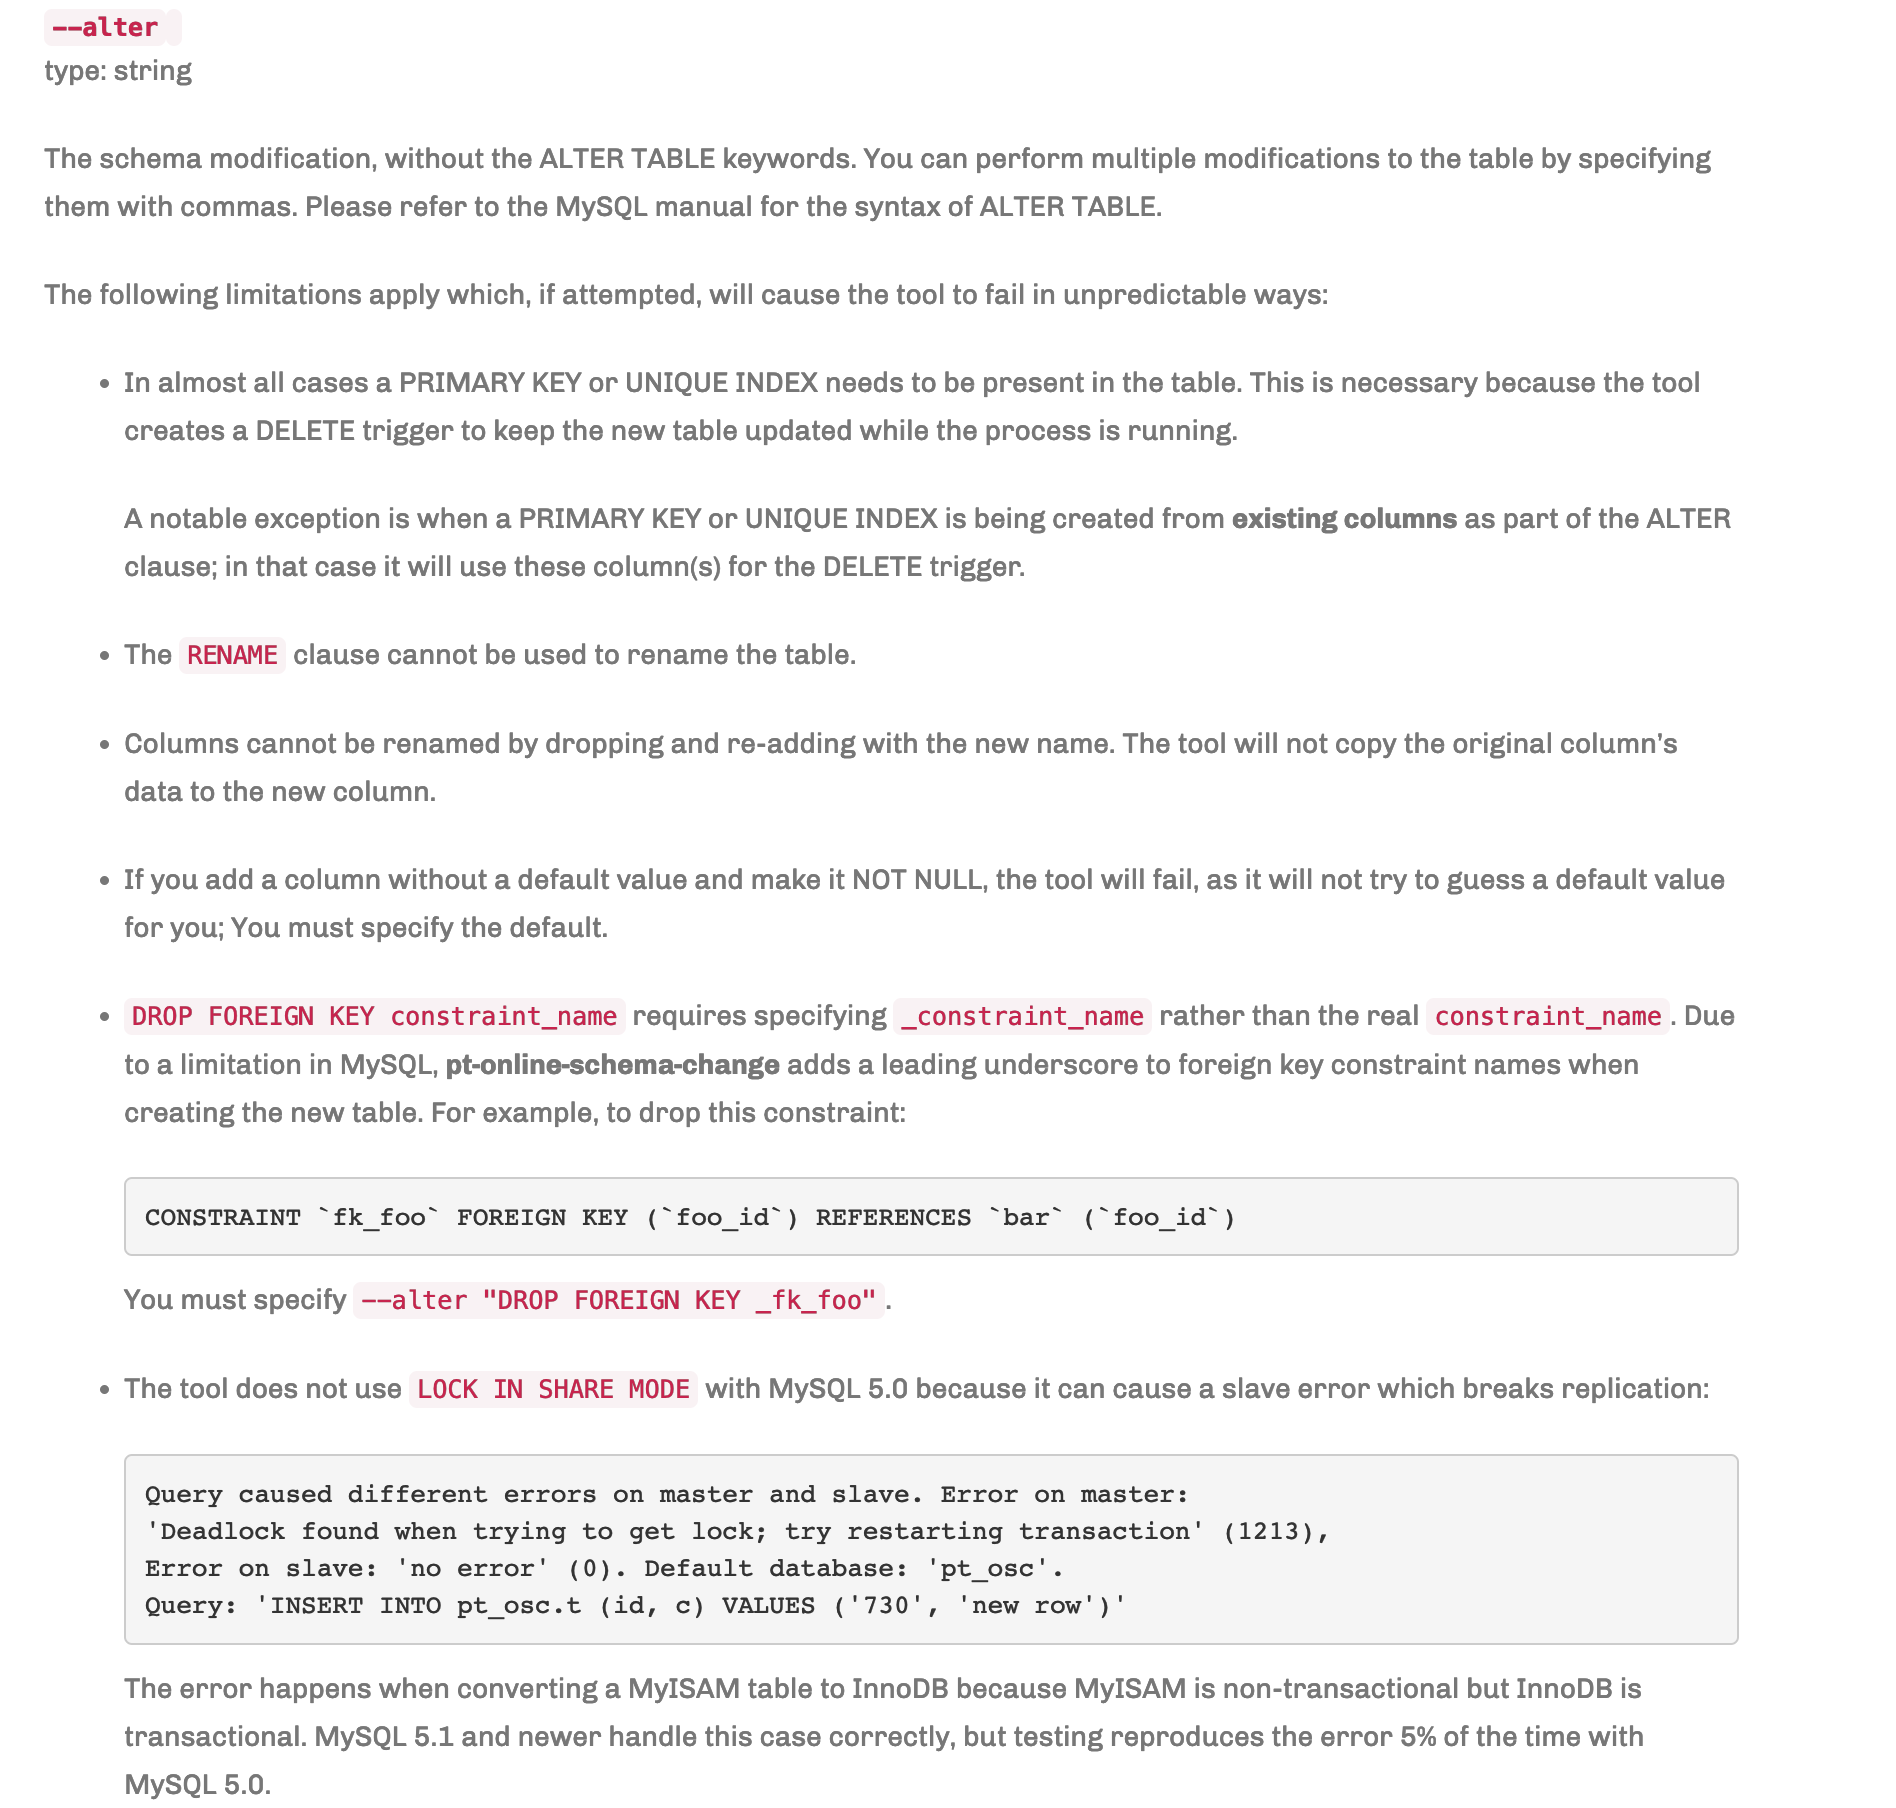 --alter
type: string
The schema modification, without the ALTER TABLE keywords. You can perform multiple modifications to the table by specifying
them with commas. Please refer to the MySQL manual for the syntax of ALTER TABLE.
The following limitations apply which, if attempted, will cause the tool to fail in unpredictable ways:
• In almost all cases a PRIMARY KEY or UNIQUE INDEX needs to be present in the table. This is necessary because the tool
creates a DELETE trigger to keep the new table updated while the process is running.
A notable exception is when a PRIMARY KEY or UNIQUE INDEX is being created from existing columns as part of the ALTER
clause; in that case it will use these column(s) for the DELETE trigger.
• The RENAME clause cannot be used to rename the table.
• Columns cannot be renamed by dropping and re-adding with the new name. The tool will not copy the original column's
data to the new column.
• If you add a column without a default value and make it NOT NULL, the tool will fail, as it will not try to guess a default value
for you; You must specify the default.
• DROP FOREIGN KEY constraint_name requires specifying _constraint_name rather than the real constraint_name. Due
to a limitation in MySQL, pt-online-schema-change adds a leading underscore to foreign key constraint names when
creating the new table. For example, to drop this constraint:
CONSTRAINT `fk_foo` FOREIGN KEY (`foo_id`) REFERENCES `bar` (`foo_id`)
You must specify --alter "DROP FOREIGN KEY _fk_foo".
• The tool does not use LOCK IN SHARE MODE with MySQL 5.0 because it can cause a slave error which breaks replication:
Query caused different errors on master and slave. Error on master:
'Deadlock found when trying to get lock; try restarting transaction' (1213),
Error on slave: 'no error' (0). Default database: 'pt_osc'.
Query: 'INSERT INTO pt_osc.t (id, c) VALUES ('730', 'new row')'
The error happens when converting a MyISAM table to InnoDB because MyISAM is non-transactional but InnoDB is
transactional. MySQL 5.1 and newer handle this case correctly, but testing reproduces the error 5% of the time with
MySQL 5.0.